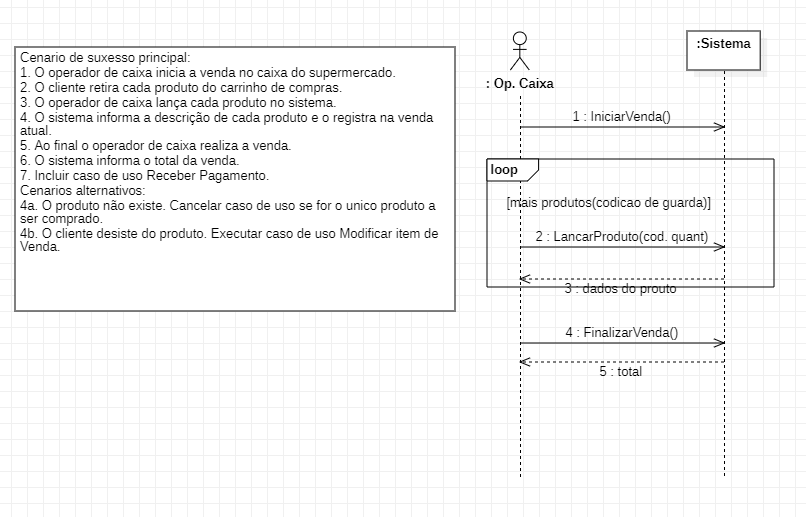 Cenario de suxesso principal:
1. O operador de caixa inicia a venda no caixa do supermercado.
2. O cliente retira cada produto do carrinho de compras.
3. O operador de caixa lança cada produto no sistema.
4. O sistema informa a descrição de cada produto e o registra na venda
atual.
5. Ao final o operador de caixa realiza a venda.
6. O sistema informa o total da venda.
7. Incluir caso de uso Receber Pagamento.
Cenarios alternativos:
4a. O produto não existe. Cancelar caso de uso se for o unico produto a
ser comprado.
4b. O cliente desiste do produto. Executar caso de uso Modificar item de
Venda.
: Op. Caixa
:Sistema
1 : IniciarVenda()
loop
[mais produtos(codicao de guarda)]
2 : LancarProduto(cod. quant)
3 : dados do prouto
4 : FinalizarVenda()
5 : total